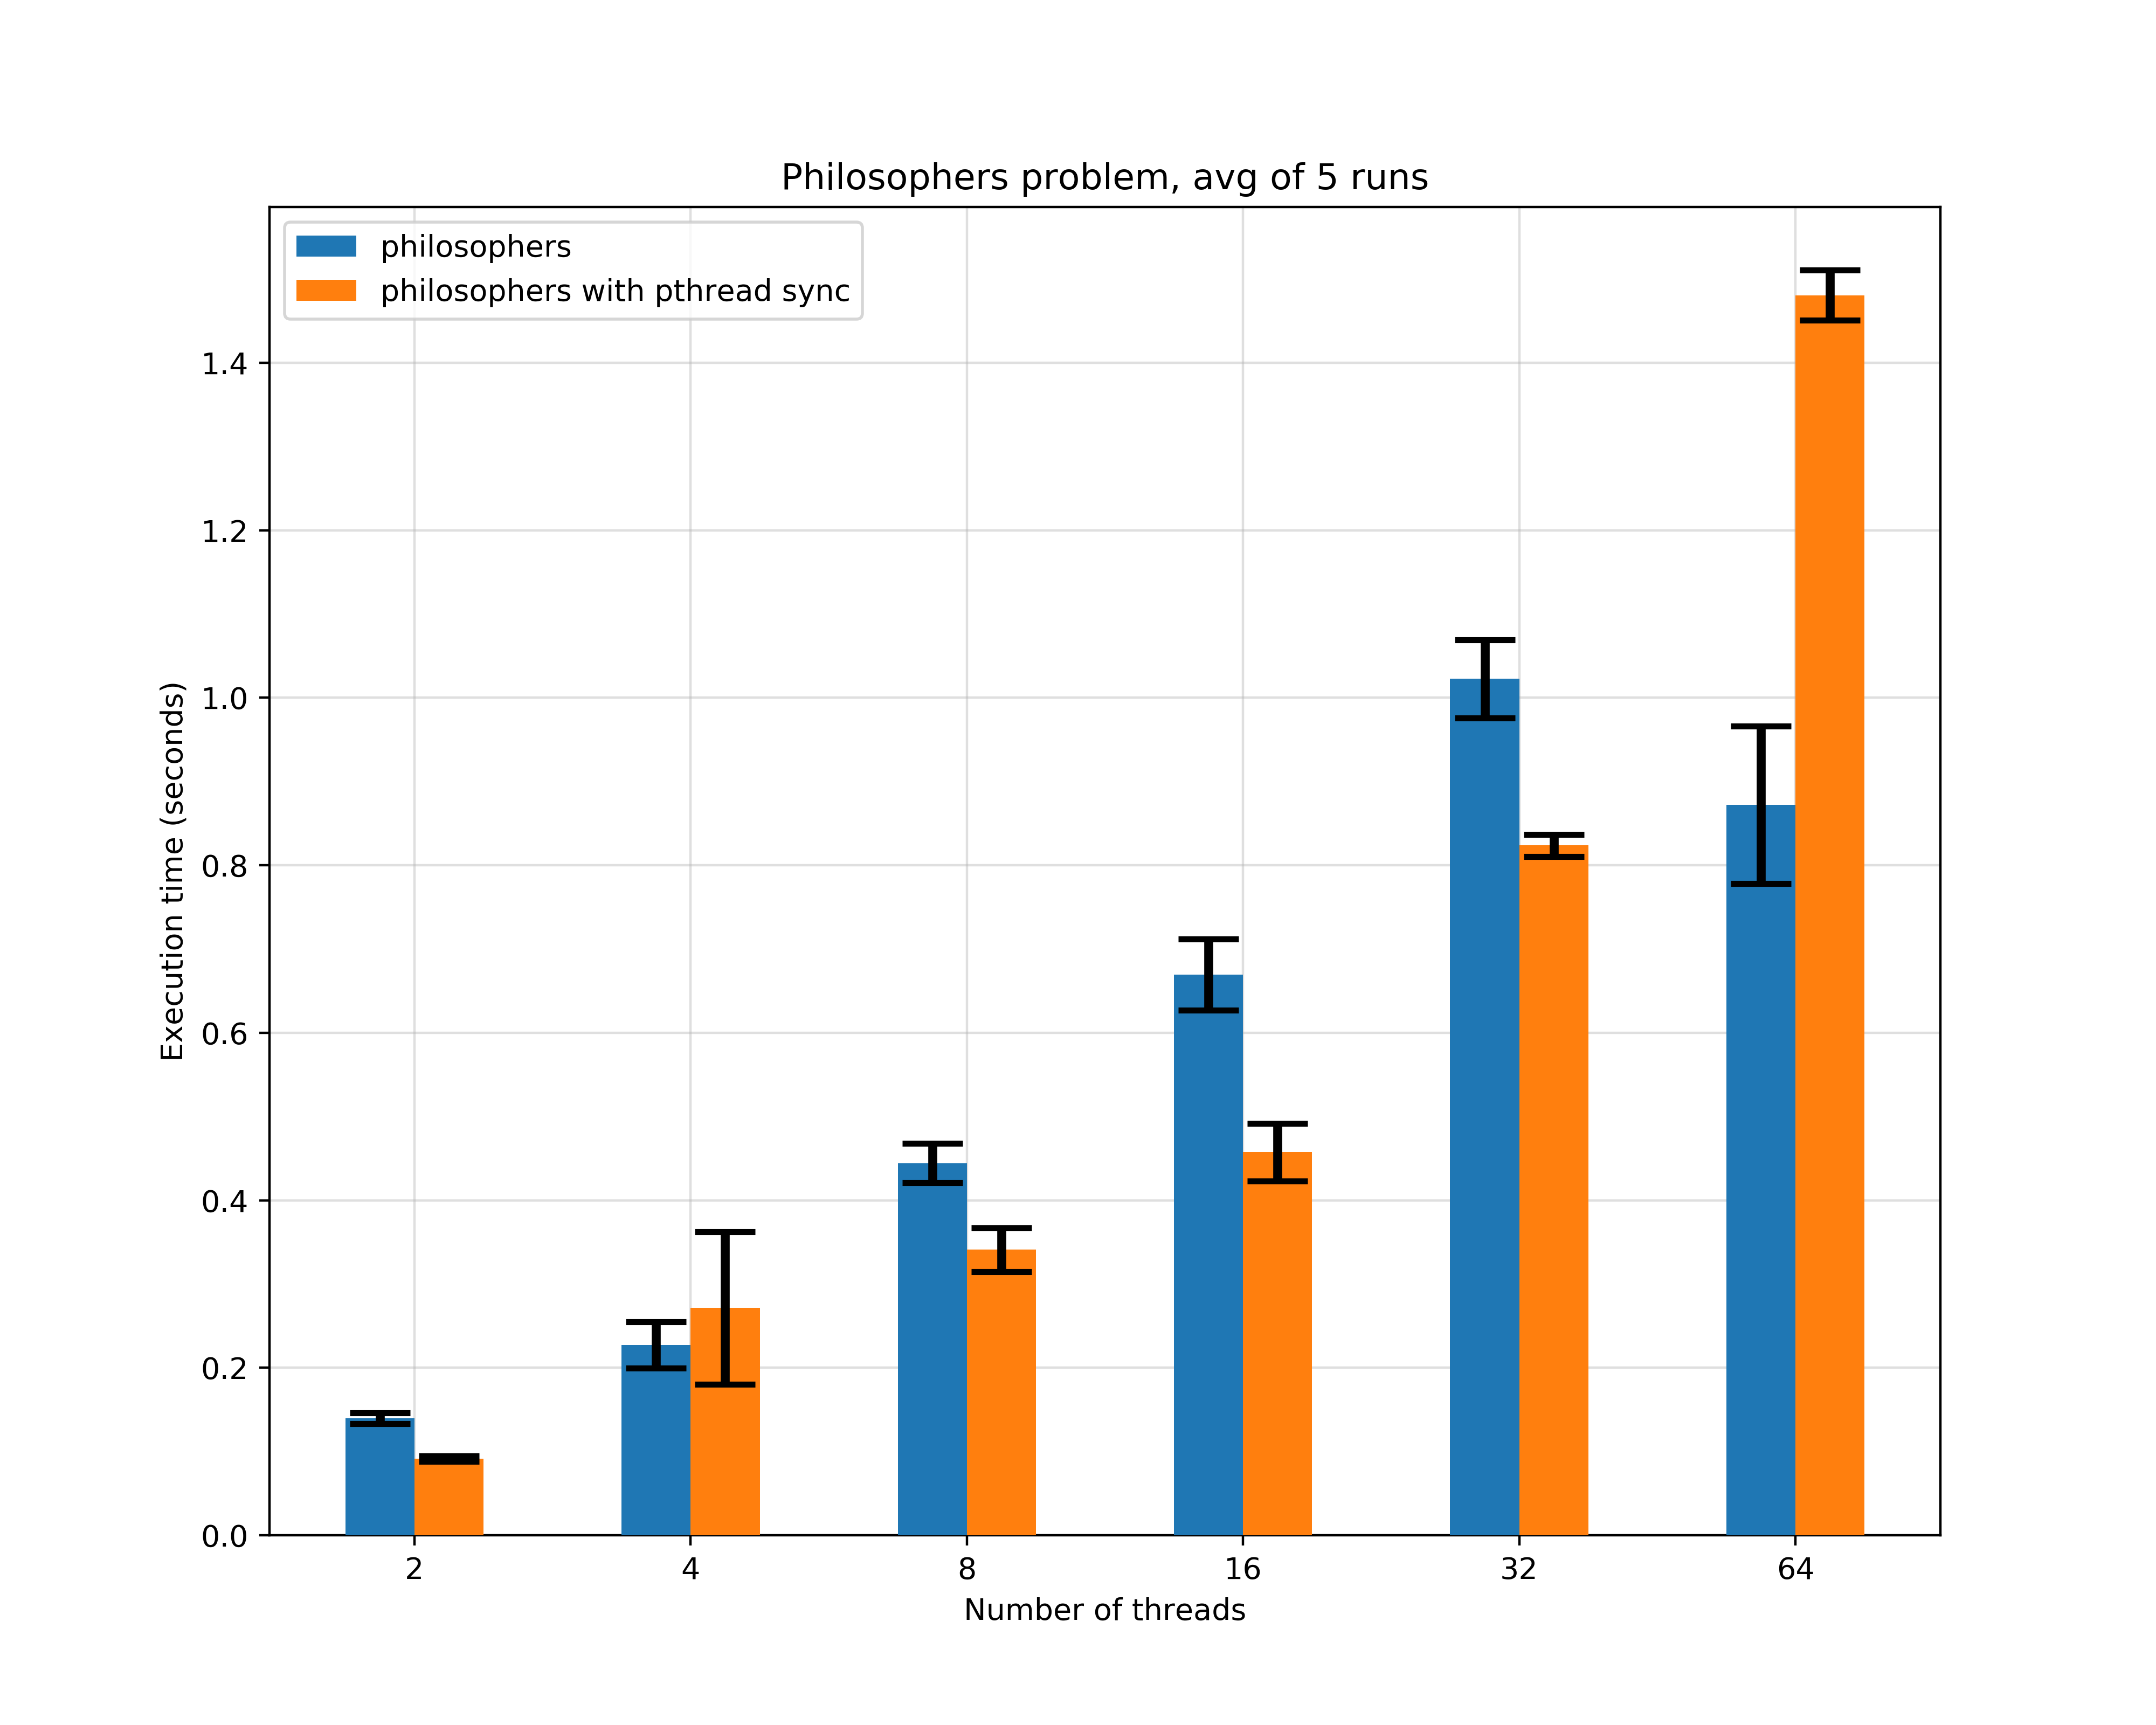 Philosophers problem, avg of 5 runs
philosophers
philosophers with pthread sync
Execution time (seconds)
1.4
1.2
1.0
0.8
0.6
0.4
0.2
0.0
2 4 8 16 32 64
Number of threads